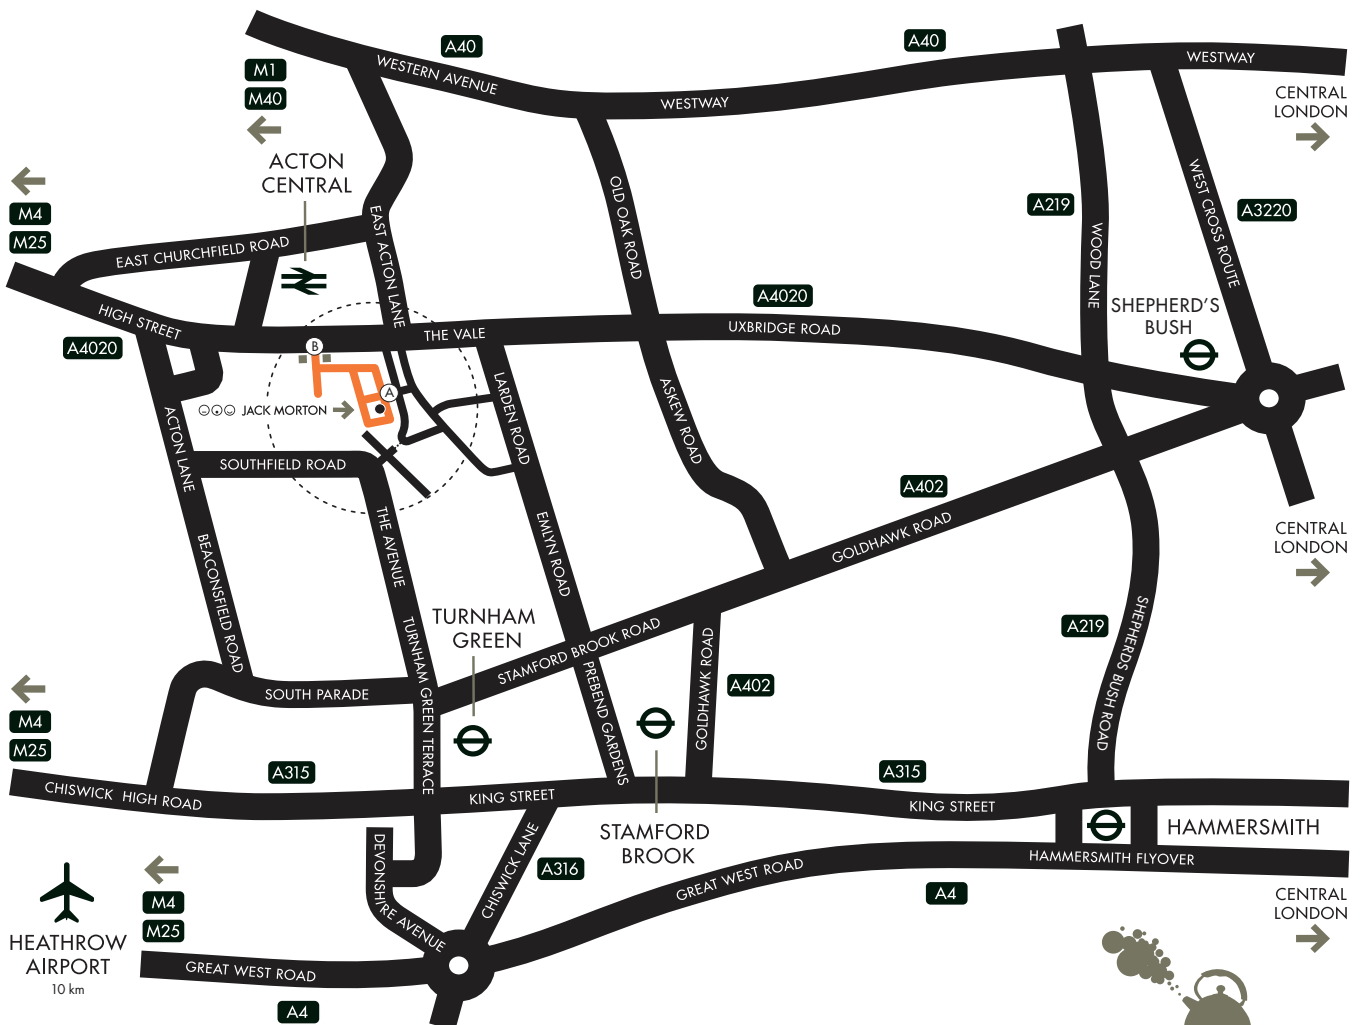 A40
A40
WESTERN AVENUE
WESTWAY
WESTWAY
M1
M40
CENTRAL
LONDON
ACTON
CENTRAL
M4
M25
A219
A3220
OLD OAK ROAD
WEST CROSS ROUTE
WOOD LANE
EAST CHURCHFIELD ROAD
EAST ACTON LANE
HIGH STREET
A4020
A4020
THE VALE
UXBRIDGE ROAD
SHEPHERD'S
BUSH
B
A
JACK MORTON
LARDEN ROAD
ASKEW ROAD
ACTON LANE
SOUTHFIELD ROAD
A402
GOLDHAWK ROAD
THE AVENUE
EMLYN ROAD
BEACONSFIELD ROAD
CENTRAL
LONDON
TURNHAM
GREEN
A219
SHEPHERDS BUSH ROAD
STAMFORD BROOK ROAD
TURNHAM GREEN TERRACE
PREBEND GARDENS
GOLDHAWK ROAD
A402
SOUTH PARADE
M4
M25
A315
A315
CHISWICK HIGH ROAD
KING STREET
KING STREET
STAMFORD
BROOK
HAMMERSMITH
DEVONSHIRE AVENUE
CHISWICK LANE
A316
HAMMERSMITH FLYOVER
GREAT WEST ROAD
A4
M4
M25
CENTRAL
LONDON
HEATHROW
AIRPORT
10 km
GREAT WEST ROAD
A4